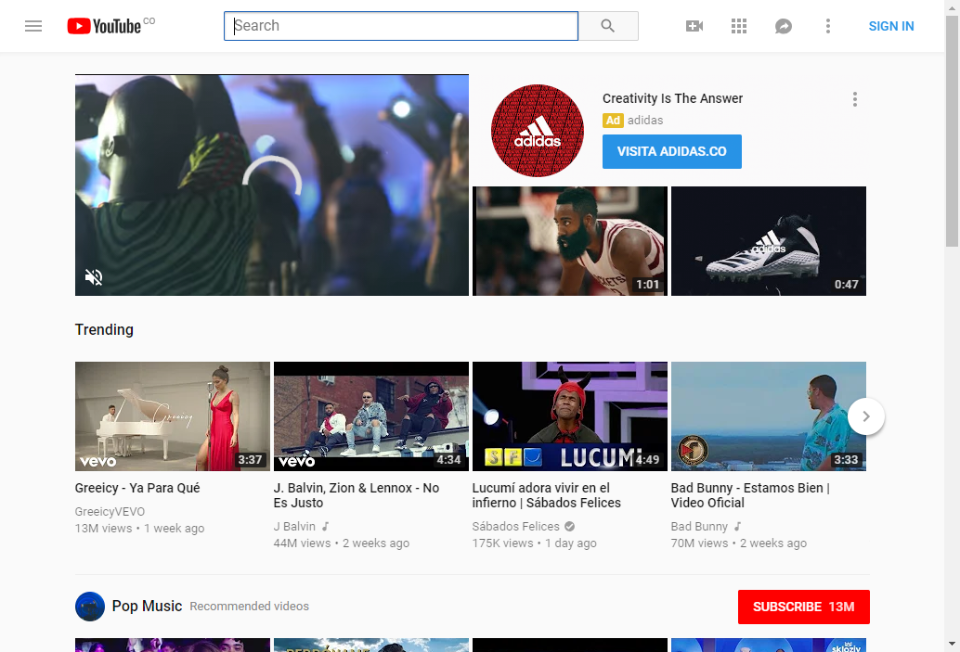 YouTube CO
Search
SIGN IN
Creativity Is The Answer
Ad adidas
VISITA ADIDAS.CO
adidas
adidas
1:01
0:47
Trending
Greeicy
vevo
3:37
vevo
4:34
SF
LUCUMÍ
4:49
3:33
Greeicy - Ya Para Qué
GreeicyVEVO
13M views • 1 week ago
J. Balvin, Zion & Lennox - No
Es Justo
J Balvin
44M views • 2 weeks ago
Lucumí adora vivir en el
infierno | Sábados Felices
Sábados Felices
175K views • 1 day ago
Bad Bunny - Estamos Bien |
Video Oficial
Bad Bunny
70M views • 2 weeks ago
Pop Music Recommended videos
SUBSCRIBE 13M